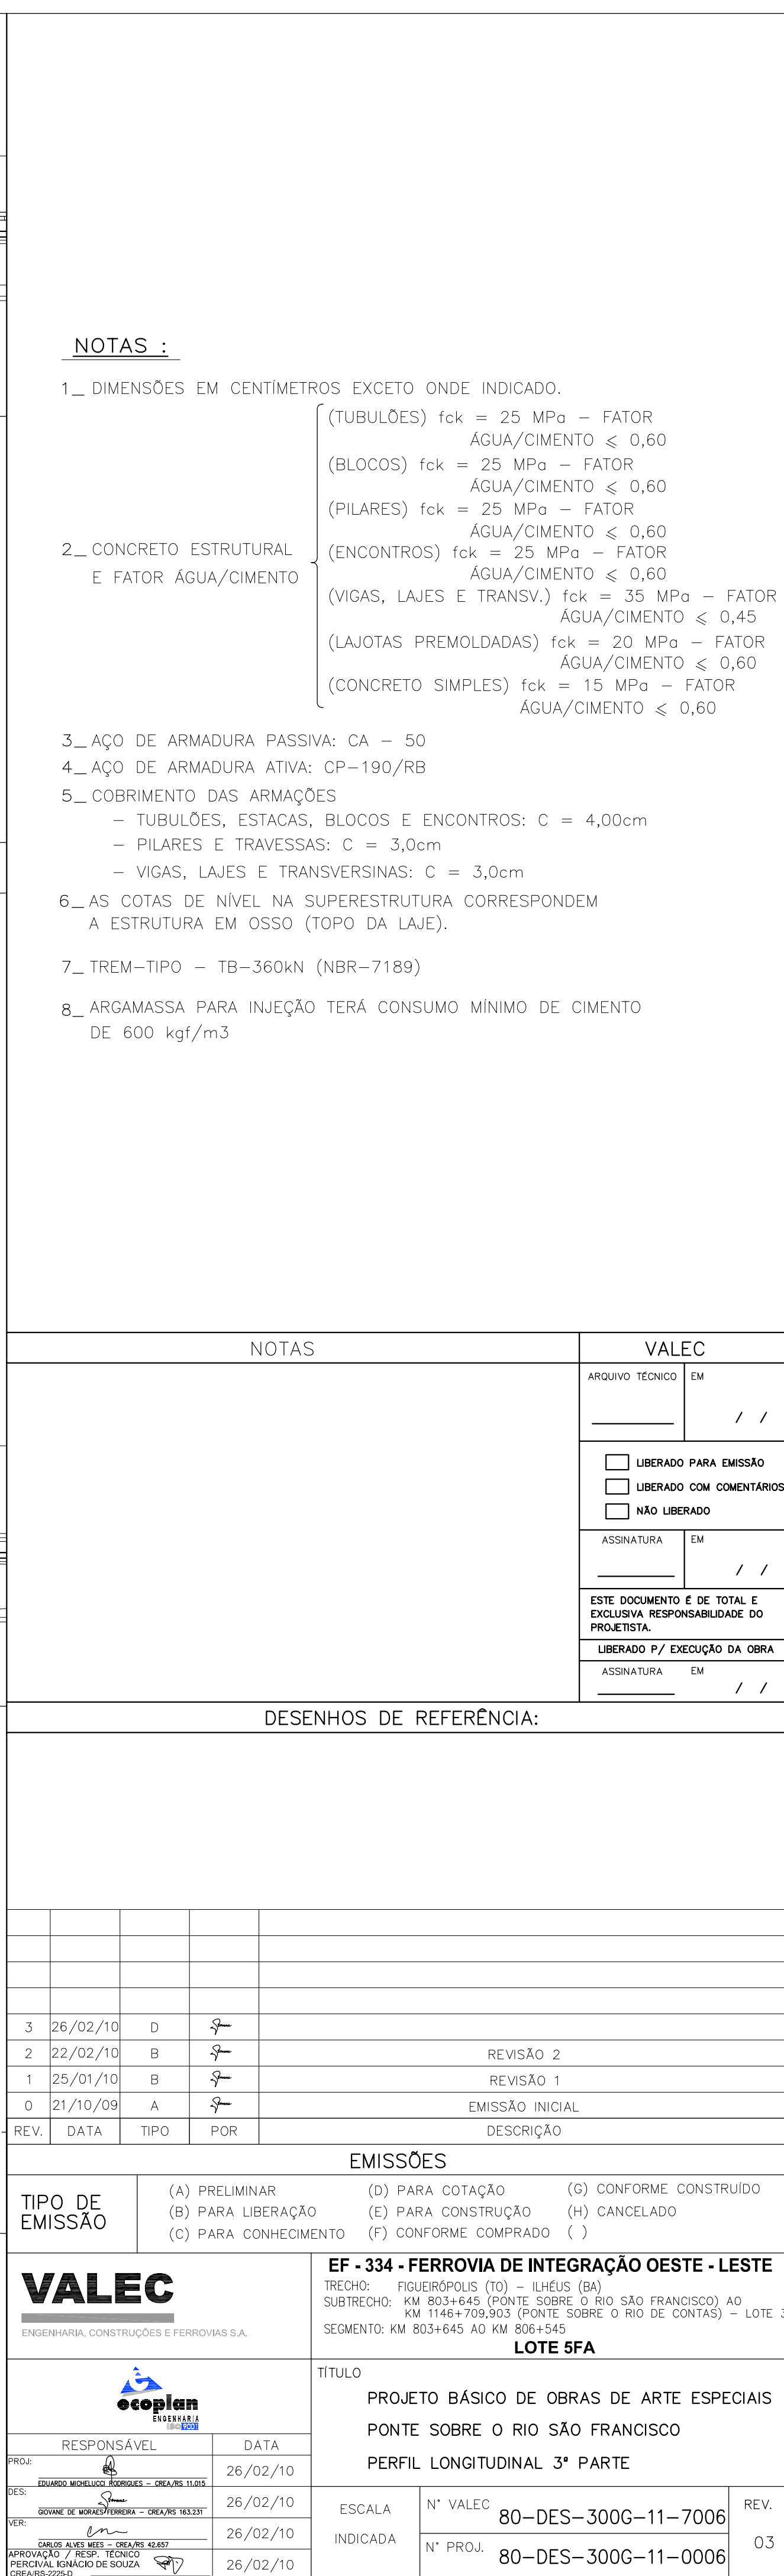 NOTAS :
1_ DIMENSÕES EM CENTÍMETROS EXCETO ONDE INDICADO.
2_ CONCRETO ESTRUTURAL
E FATOR ÁGUA/CIMENTO
(TUBULÕES) fck = 25 MPa – FATOR
ÁGUA/CIMENTO ⩽ 0,60
(BLOCOS) fck = 25 MPa – FATOR
ÁGUA/CIMENTO ⩽ 0,60
(PILARES) fck = 25 MPa – FATOR
ÁGUA/CIMENTO ⩽ 0,60
(ENCONTROS) fck = 25 MPa – FATOR
ÁGUA/CIMENTO ⩽ 0,60
(VIGAS, LAJES E TRANSV.) fck = 35 MPa – FATOR
ÁGUA/CIMENTO ⩽ 0,45
(LAJOTAS PREMOLDADAS) fck = 20 MPa – FATOR
ÁGUA/CIMENTO ⩽ 0,60
(CONCRETO SIMPLES) fck = 15 MPa – FATOR
ÁGUA/CIMENTO ⩽ 0,60
3_ AÇO DE ARMADURA PASSIVA: CA – 50
4_ AÇO DE ARMADURA ATIVA: CP–190/RB
5_ COBRIMENTO DAS ARMAÇÕES
– TUBULÕES, ESTACAS, BLOCOS E ENCONTROS: C = 4,00cm
– PILARES E TRAVESSAS: C = 3,0cm
– VIGAS, LAJES E TRANSVERSINAS: C = 3,0cm
6_ AS COTAS DE NÍVEL NA SUPERESTRUTURA CORRESPONDEM
A ESTRUTURA EM OSSO (TOPO DA LAJE).
7_ TREM–TIPO – TB–360kN (NBR–7189)
8_ ARGAMASSA PARA INJEÇÃO TERÁ CONSUMO MÍNIMO DE CIMENTO
DE 600 kgf/m3
NOTAS
VALEC
ARQUIVO TÉCNICO EM
/ /
LIBERADO PARA EMISSÃO
LIBERADO COM COMENTÁRIOS
NÃO LIBERADO
ASSINATURA EM
/ /
ESTE DOCUMENTO É DE TOTAL E
EXCLUSIVA RESPONSABILIDADE DO
PROJETISTA.
LIBERADO P/ EXECUÇÃO DA OBRA
ASSINATURA EM
/ /
DESENHOS DE REFERÊNCIA:
3 26/02/10 D
2 22/02/10 B REVISÃO 2
1 25/01/10 B REVISÃO 1
0 21/10/09 A EMISSÃO INICIAL
REV. DATA TIPO POR DESCRIÇÃO
EMISSÕES
TIPO DE
EMISSÃO
(A) PRELIMINAR (D) PARA COTAÇÃO (G) CONFORME CONSTRUÍDO
(B) PARA LIBERAÇÃO (E) PARA CONSTRUÇÃO (H) CANCELADO
(C) PARA CONHECIMENTO (F) CONFORME COMPRADO ( )
VALEC
ENGENHARIA, CONSTRUÇÕES E FERROVIAS S.A.
EF - 334 - FERROVIA DE INTEGRAÇÃO OESTE - LESTE
TRECHO: FIGUEIRÓPOLIS (TO) – ILHÉUS (BA)
SUBTRECHO: KM 803+645 (PONTE SOBRE O RIO SÃO FRANCISCO) AO
KM 1146+709,903 (PONTE SOBRE O RIO DE CONTAS) – LOTE 3
SEGMENTO: KM 803+645 AO KM 806+545
LOTE 5FA
ecoplan
ENGENHARIA
ISO 9001
TÍTULO
PROJETO BÁSICO DE OBRAS DE ARTE ESPECIAIS
PONTE SOBRE O RIO SÃO FRANCISCO
PERFIL LONGITUDINAL 3ª PARTE
RESPONSÁVEL DATA
PROJ: 26/02/10
EDUARDO MICHELUCCI RODRIGUES – CREA/RS 11.015
DES: 26/02/10
GIOVANE DE MORAES FERREIRA – CREA/RS 163.231
VER: 26/02/10
CARLOS ALVES MEES – CREA/RS 42.657
APROVAÇÃO / RESP. TÉCNICO
PERCIVAL IGNÁCIO DE SOUZA 26/02/10
CREA/RS-2225-D
ESCALA
INDICADA
N° VALEC 80–DES–300G–11–7006
N° PROJ. 80–DES–300G–11–0006
REV.
03